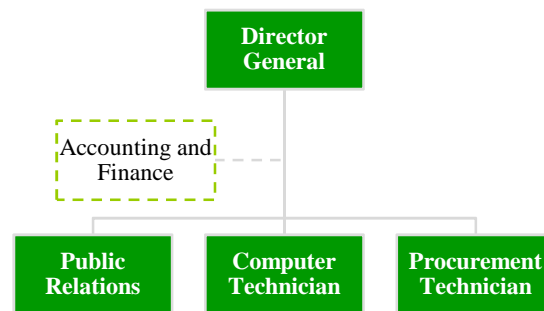 Director
General
Accounting and
Finance
Public
Relations
Computer
Technician
Procurement
Technician